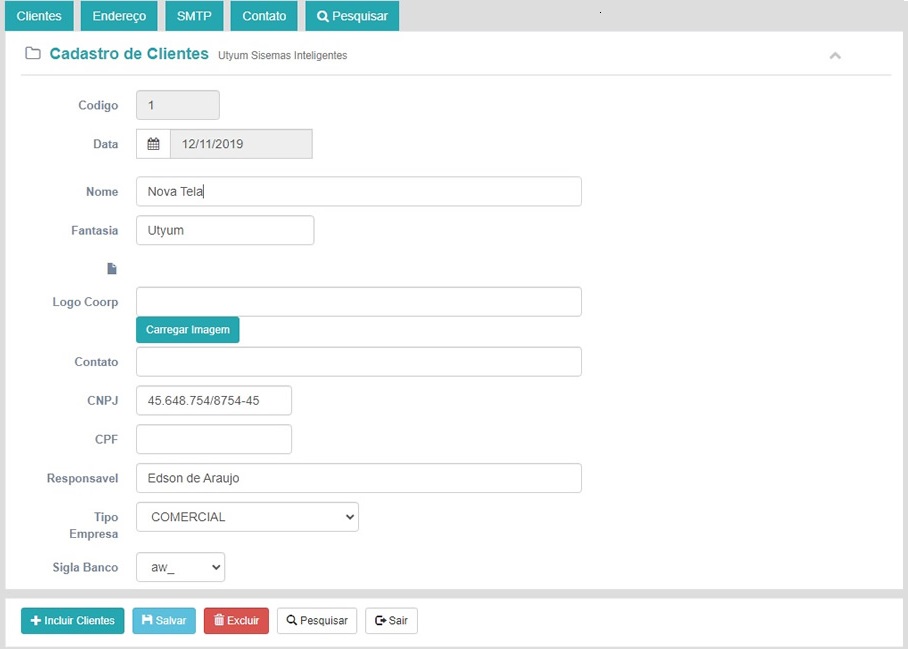 Clientes Endereço SMTP Contato Pesquisar
Cadastro de Clientes Utyum Sisemas Inteligentes
Codigo 1
Data 12/11/2019
Nome Nova Tela
Fantasia Utyum
Logo Coorp
Carregar Imagem
Contato
CNPJ 45.648.754/8754-45
CPF
Responsavel Edson de Araujo
Tipo COMERCIAL
Empresa
Sigla Banco aw_
Incluir Clientes Salvar Excluir Pesquisar Sair